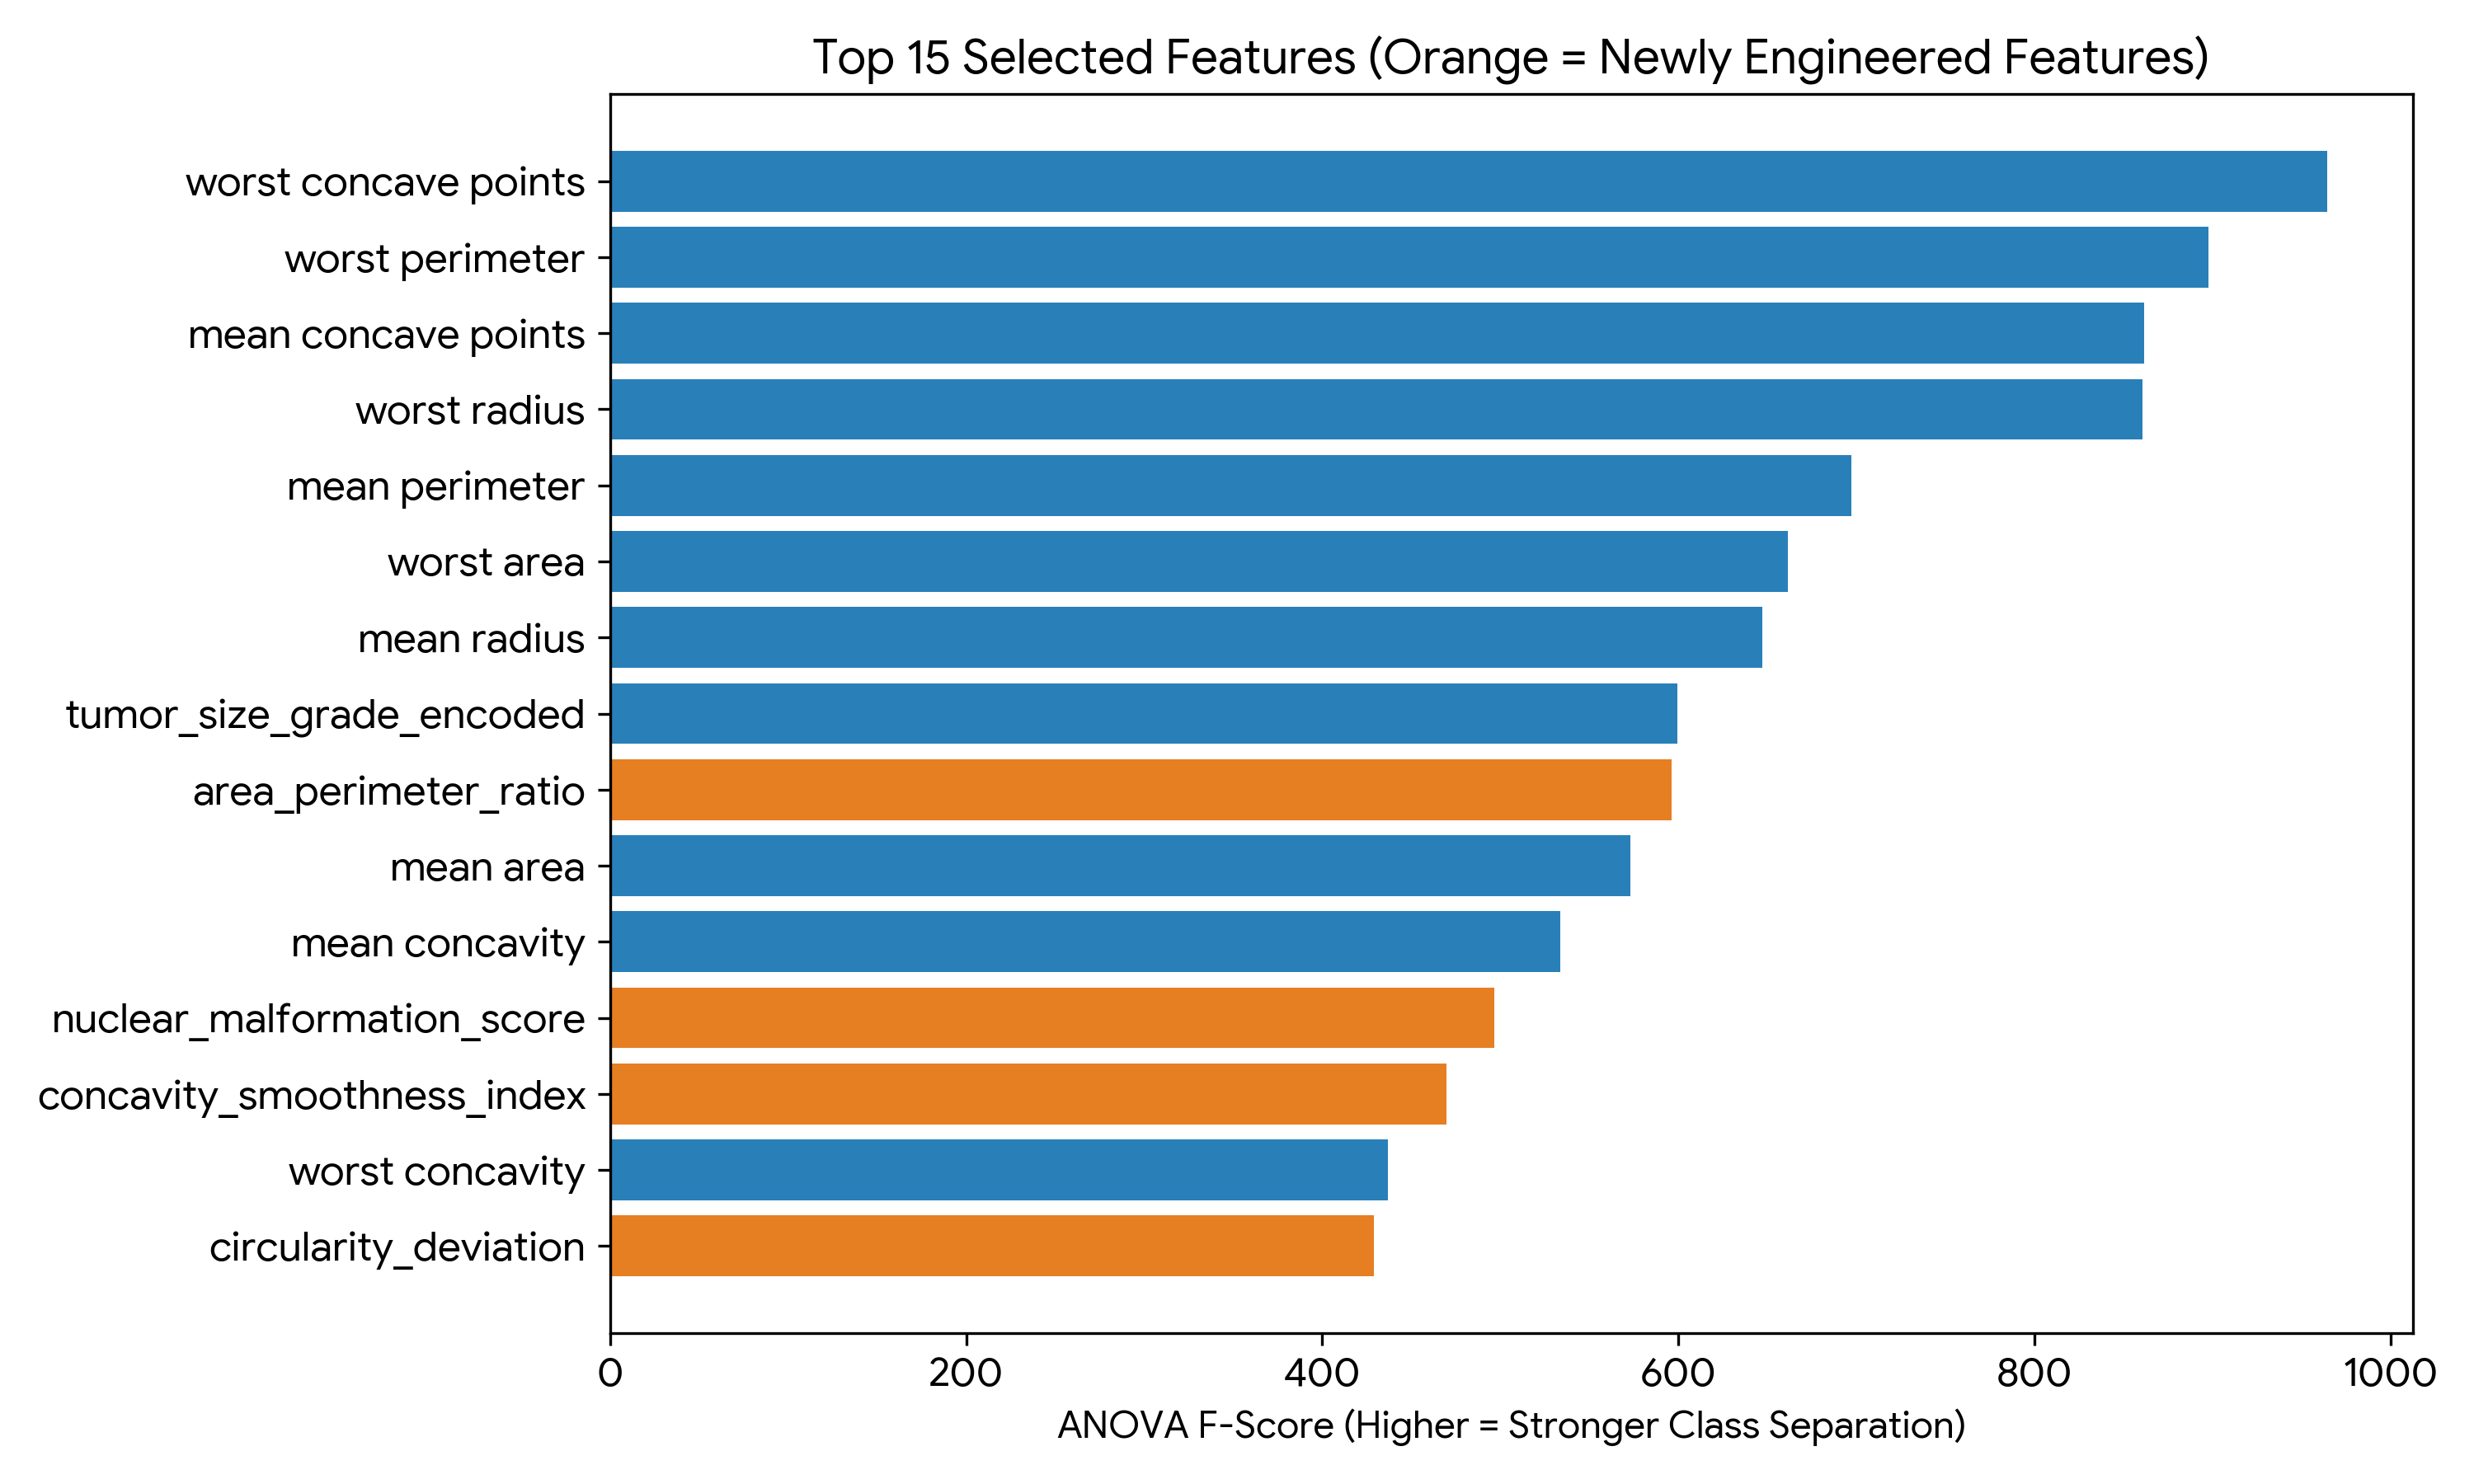 Top 15 Selected Features (Orange = Newly Engineered Features)
worst concave points
worst perimeter
mean concave points
worst radius
mean perimeter
worst area
mean radius
tumor_size_grade_encoded
area_perimeter_ratio
mean area
mean concavity
nuclear_malformation_score
concavity_smoothness_index
worst concavity
circularity_deviation
0 200 400 600 800 1000
ANOVA F-Score (Higher = Stronger Class Separation)